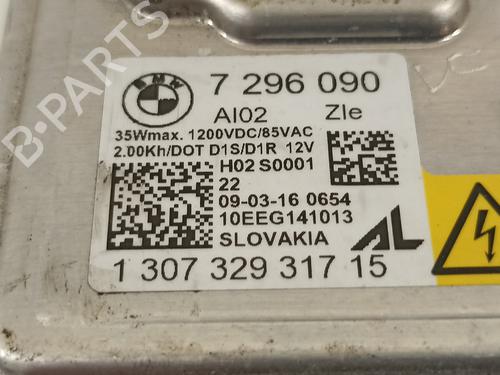 B-PARTS
BMW
7 296 090
AI02 Zle
35Wmax. 1200VDC/85VAC
2.00Kh/DOT D1S/D1R 12V
H02 S0001
22
09-03-16 0654
10EEG141013
SLOVAKIA AL
1 307 329 317 15